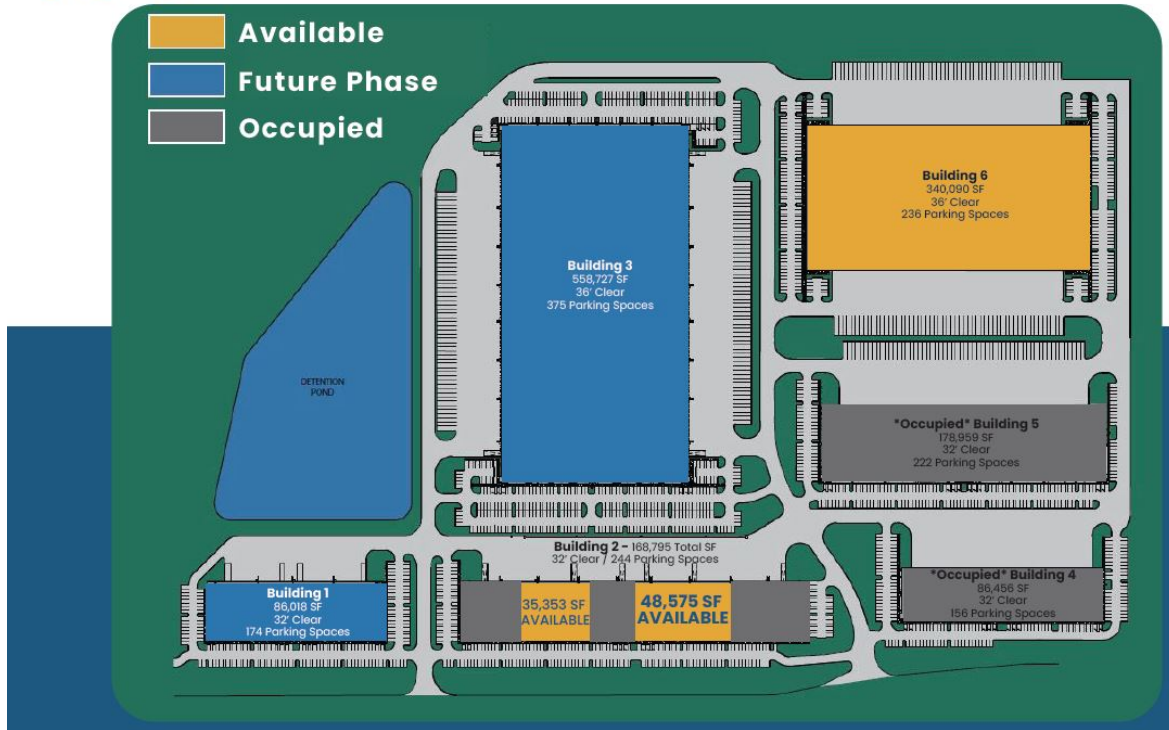 Available
Future Phase
Occupied
Building 6
340,090 SF
36' Clear
236 Parking Spaces
Building 3
558,727 SF
36' Clear
375 Parking Spaces
DETENTION
POND
*Occupied* Building 5
178,959 SF
32' Clear
222 Parking Spaces
Building 2 - 168,795 Total SF
32' Clear / 244 Parking Spaces
Building 1
86,018 SF
32' Clear
174 Parking Spaces
35,353 SF
AVAILABLE
48,575 SF
AVAILABLE
*Occupied* Building 4
86,456 SF
32' Clear
156 Parking Spaces